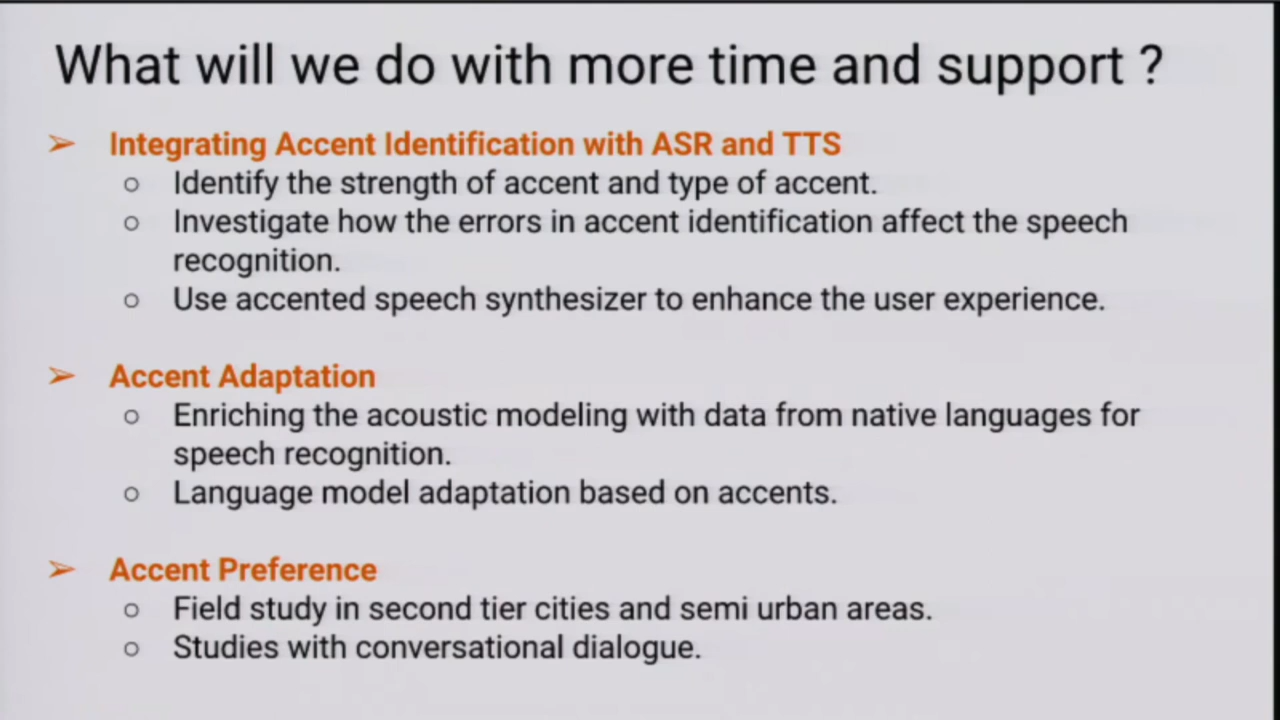 What will we do with more time and support ?
➢ Integrating Accent Identification with ASR and TTS
○ Identify the strength of accent and type of accent.
○ Investigate how the errors in accent identification affect the speech
recognition.
○ Use accented speech synthesizer to enhance the user experience.
➢ Accent Adaptation
○ Enriching the acoustic modeling with data from native languages for
speech recognition.
○ Language model adaptation based on accents.
➢ Accent Preference
○ Field study in second tier cities and semi urban areas.
○ Studies with conversational dialogue.